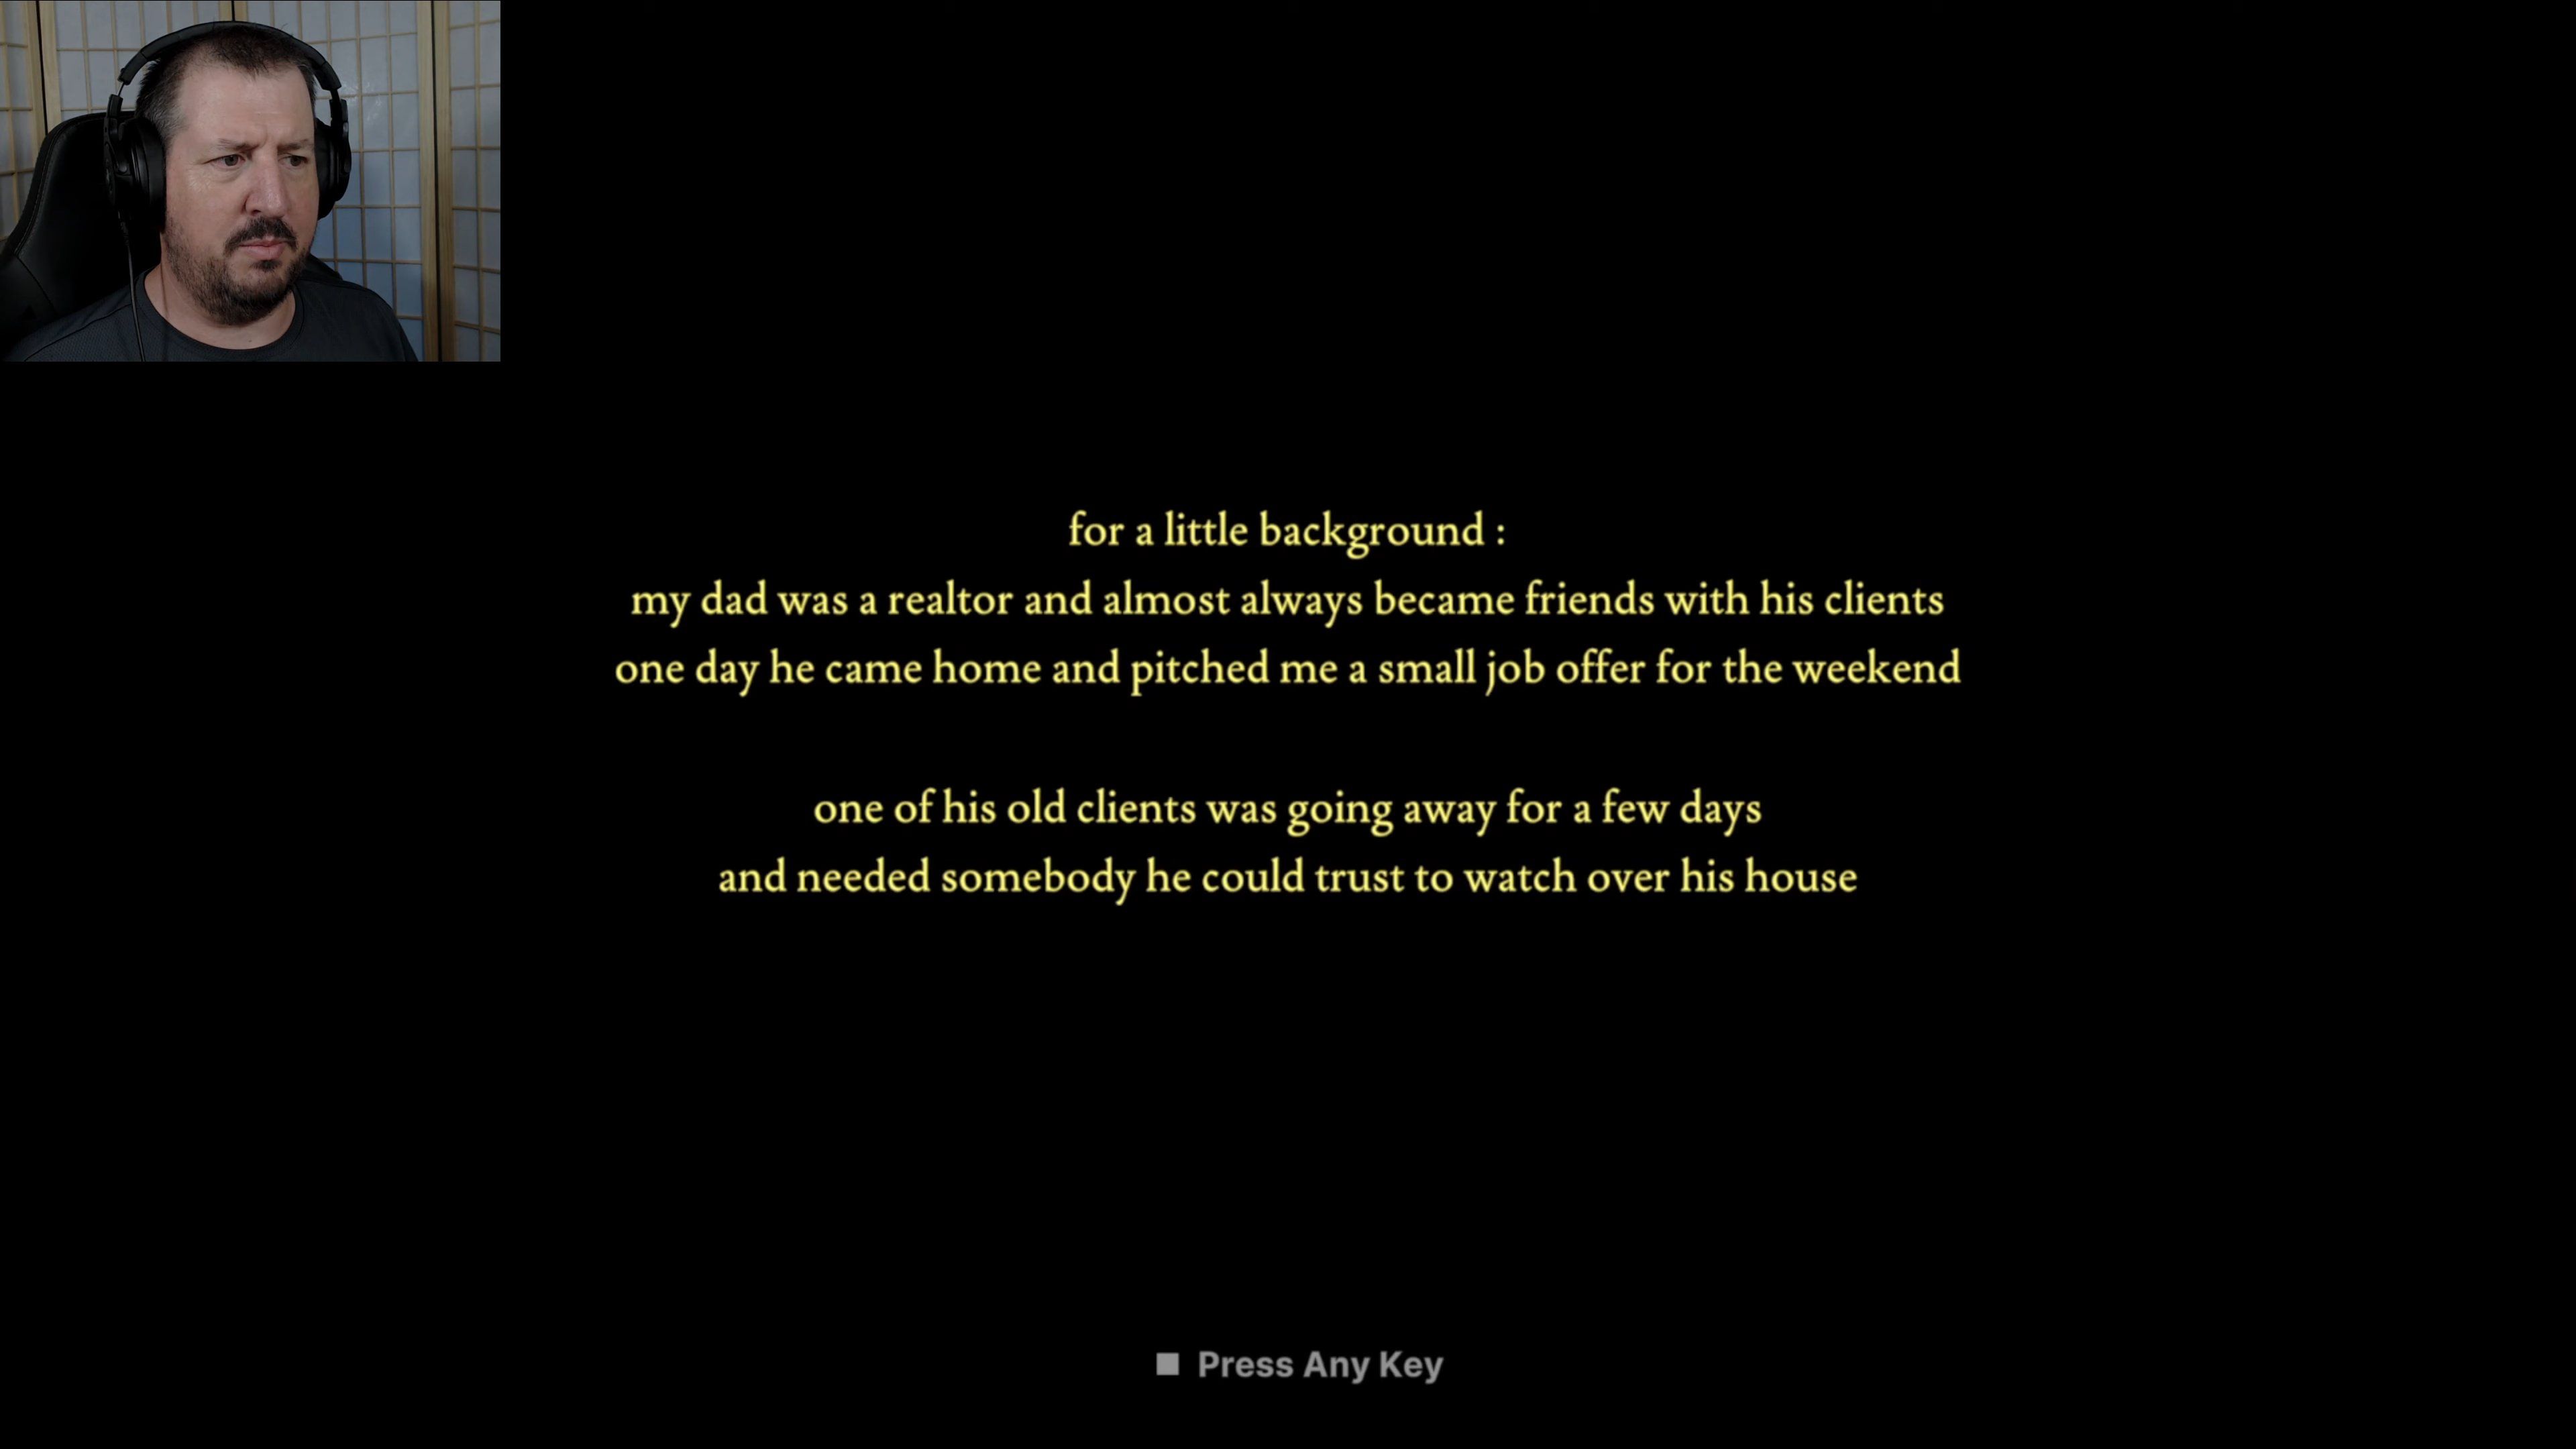 for a little background :
my dad was a realtor and almost always became friends with his clients
one day he came home and pitched me a small job offer for the weekend
one of his old clients was going away for a few days
and needed somebody he could trust to watch over his house
Press Any Key